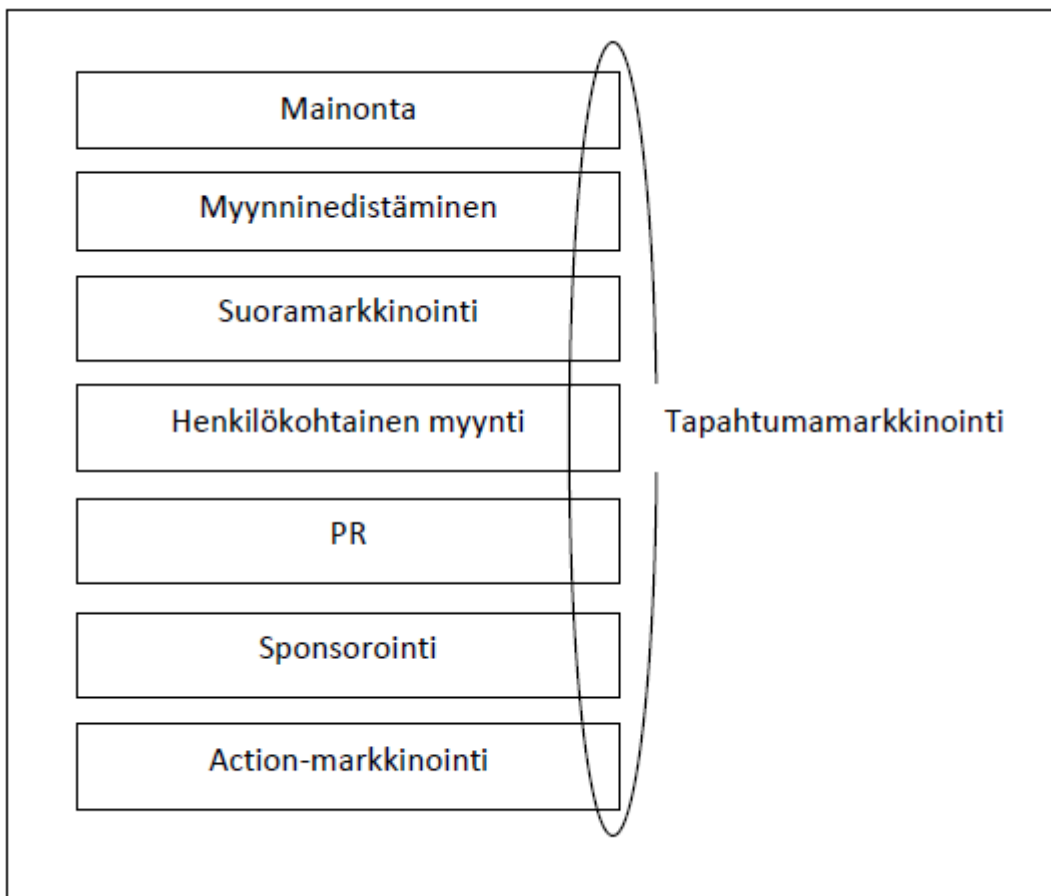 Mainonta
Myynninedistäminen
Suoramarkkinointi
Henkilökohtainen myynti
Tapahtumamarkkinointi
PR
Sponsorointi
Action-markkinointi